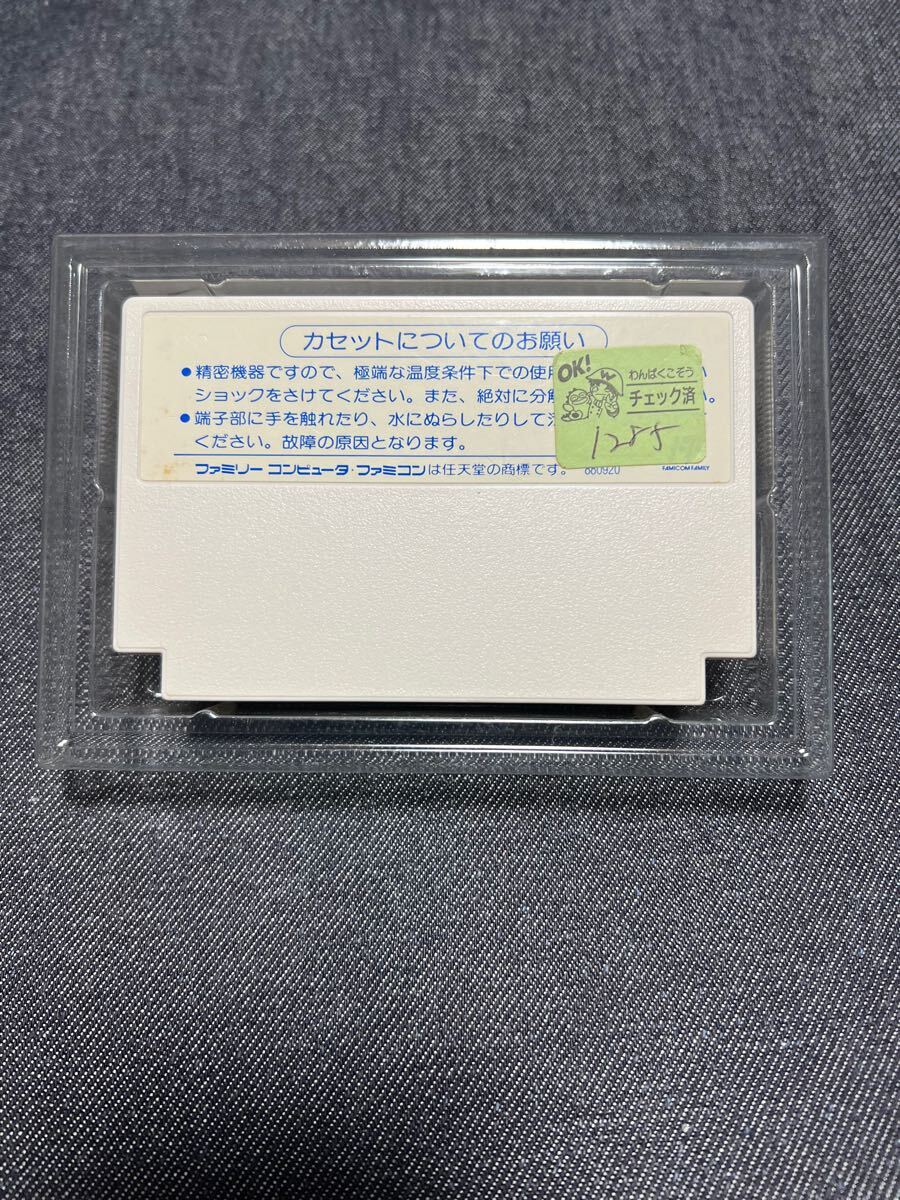 カセットについてのお願い
●精密機器ですので、極端な温度条件下での使用
ショックをさけてください。また、絶対に分解 い。
●端子部に手を触れたり、水にぬらしたりして
ください。故障の原因となります。
ファミリー コンピュータ・ファミコンは任天堂の商標です。 880920
FAMICOM FAMILY
OK!
わんぱくこぞう
チェック済